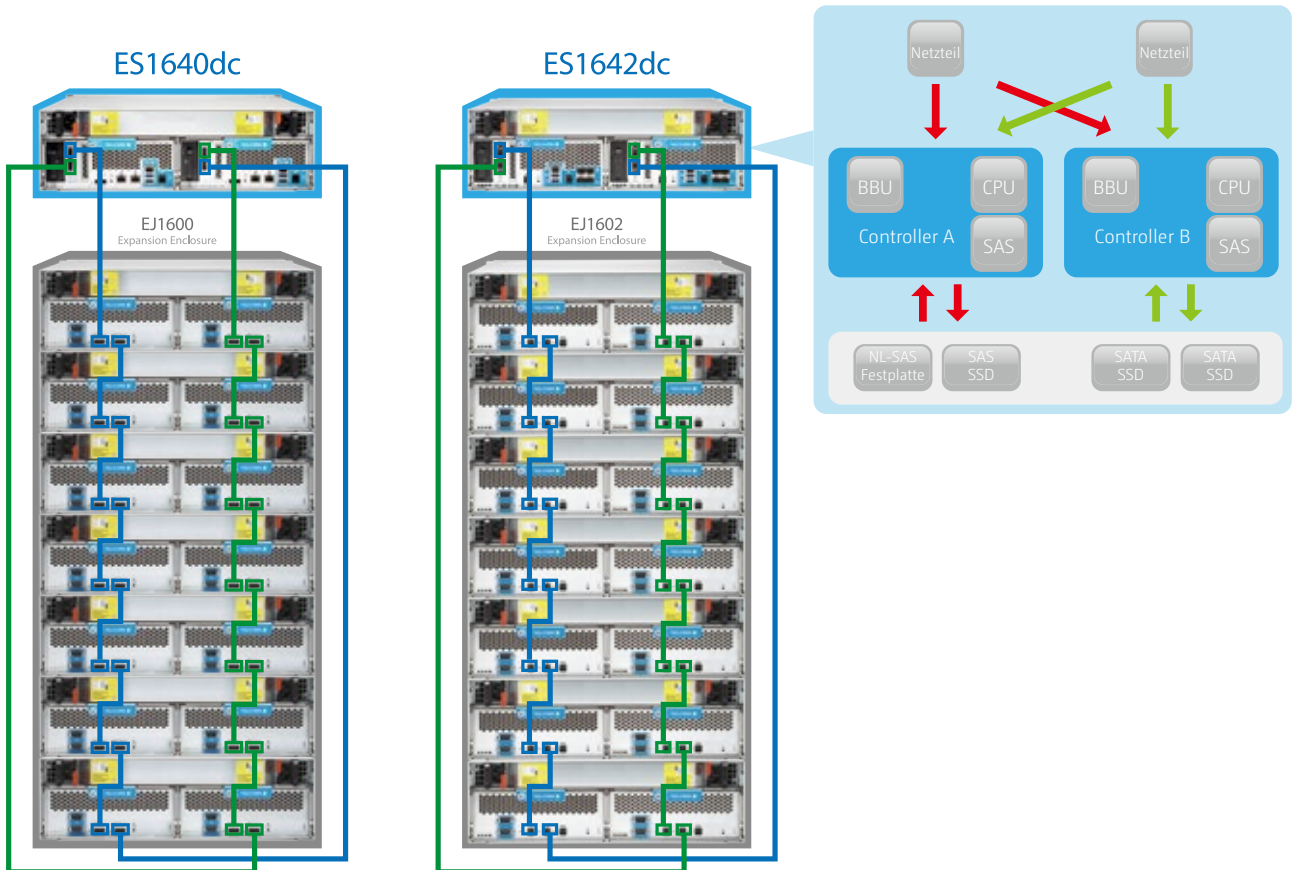 ES1640dc
ES1642dc
EJ1600
Expansion Enclosure
EJ1602
Expansion Enclosure
Netzteil
Netzteil
BBU
CPU
Controller A
SAS
BBU
CPU
Controller B
SAS
NL-SAS
Festplatte
SAS
SSD
SATA
SSD
SATA
SSD